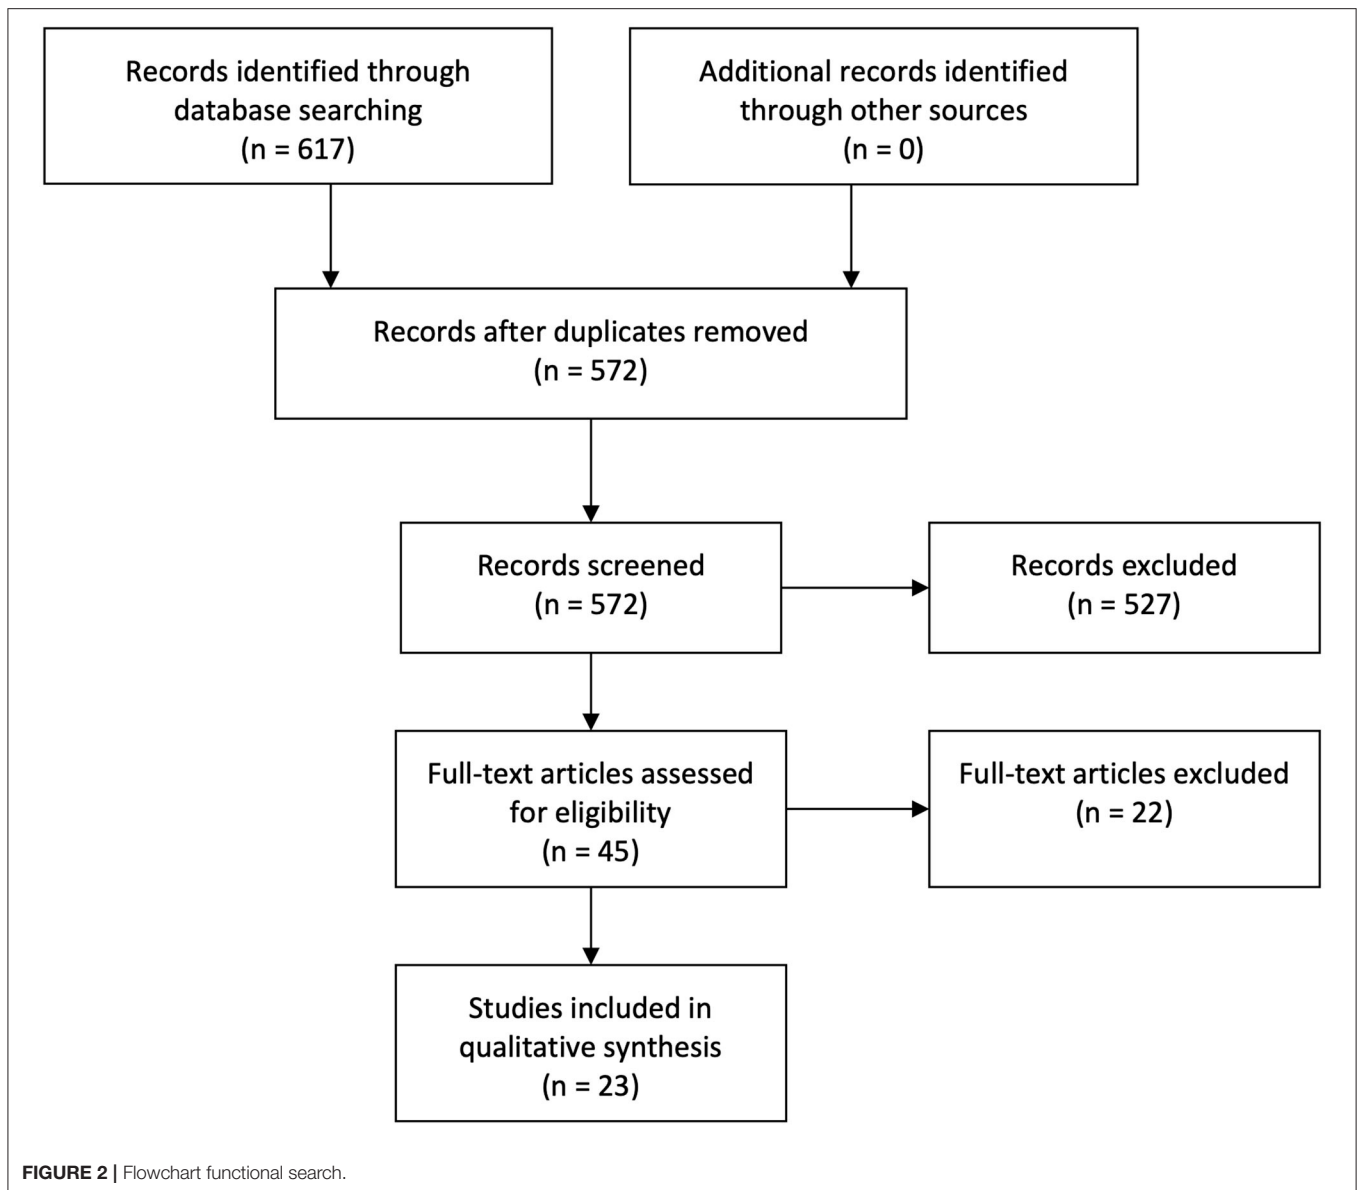 Records identified through
database searching
(n = 617)
Additional records identified
through other sources
(n = 0)
Records after duplicates removed
(n = 572)
Records screened
(n = 572)
Records excluded
(n = 527)
Full-text articles assessed
for eligibility
(n = 45)
Full-text articles excluded
(n = 22)
Studies included in
qualitative synthesis
(n = 23)
FIGURE 2 | Flowchart functional search.